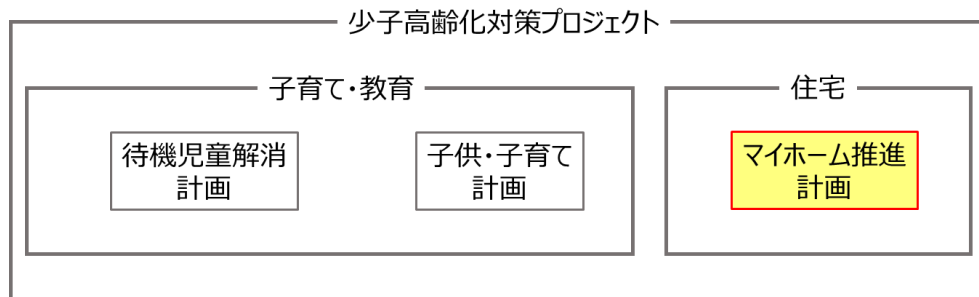 少子高齢化対策プロジェクト
子育て・教育
住宅
待機児童解消
計画
子供・子育て
計画
マイホーム推進
計画